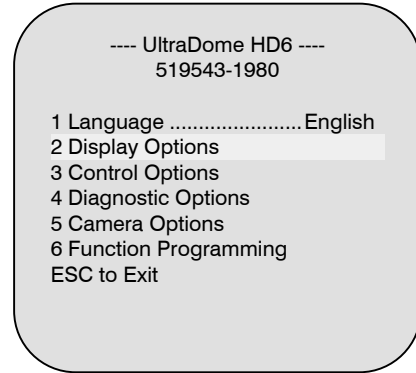 ---- UltraDome HD6 ----
519543-1980
1 Language .......................English
2 Display Options
3 Control Options
4 Diagnostic Options
5 Camera Options
6 Function Programming
ESC to Exit